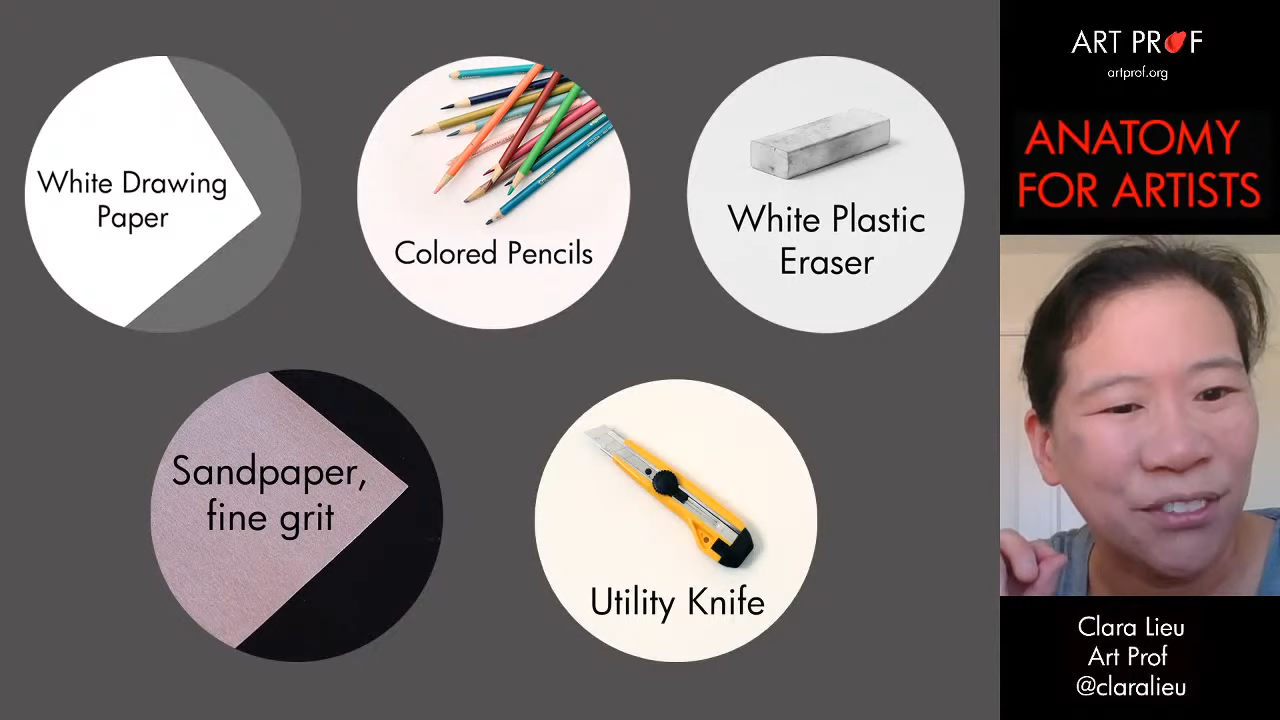 White Drawing
Paper
Colored Pencils
White Plastic
Eraser
Sandpaper,
fine grit
Utility Knife
ART PROF
artprof.org
ANATOMY
FOR ARTISTS
Clara Lieu
Art Prof
@claralieu